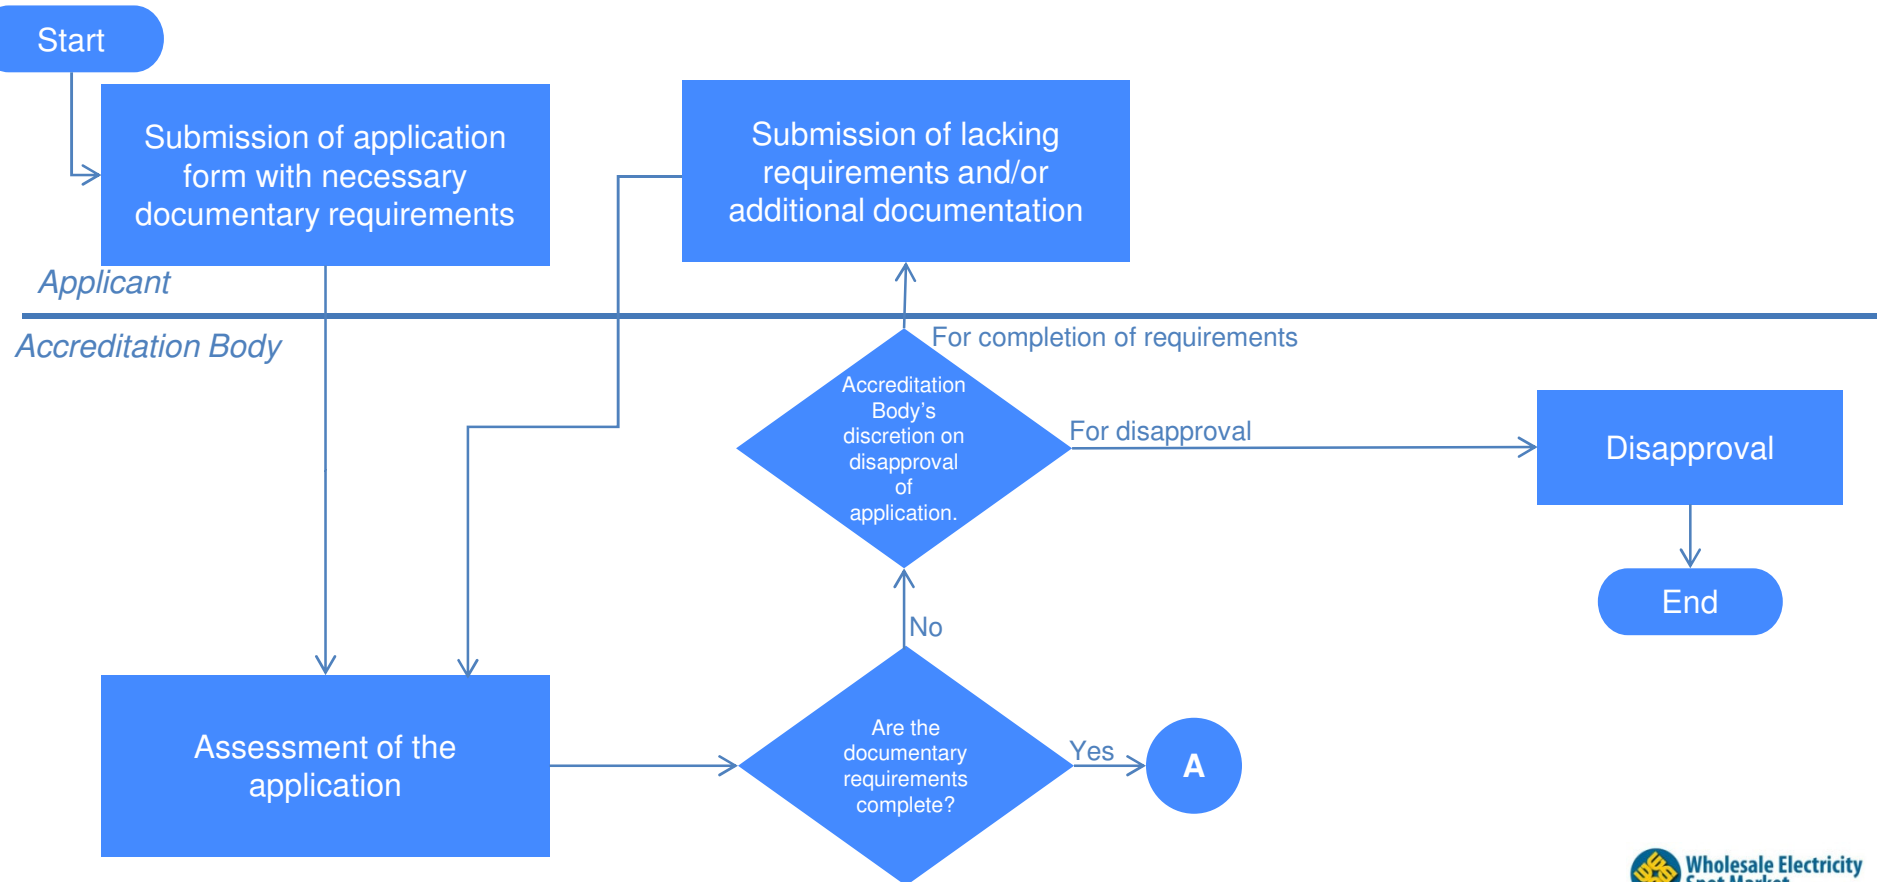 Start
Submission of application
form with necessary
documentary requirements
Submission of lacking
requirements and/or
additional documentation
Applicant
Accreditation Body
For completion of requirements
Accreditation
Body's
discretion on
disapproval
of
application.
For disapproval
Disapproval
End
No
Assessment of the
application
Are the
documentary
requirements
complete?
Yes
A
Wholesale Electricity
Spot Market